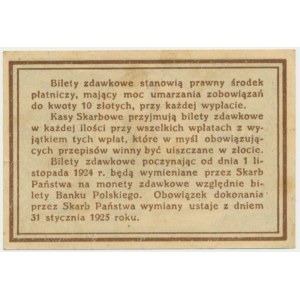 Bilety zdawkowe stanowią prawny środek
płatniczy, mający moc umarzania zobowiązań
do kwoty 10 złotych, przy każdej wypłacie.
Kasy Skarbowe przyjmują bilety zdawkowe
w każdej ilości przy wszelkich wpłatach z wy-
jątkiem tych wpłat, które w myśl obowiązują-
cych przepisów winny być uiszczane w złocie.
Bilety zdawkowe poczynając od dnia 1 li-
stopada 1924 r. będą wymieniane przez Skarb
Państwa na monety zdawkowe względnie bi-
lety Banku Polskiego. Obowiązek dokonania
przez Skarb Państwa wymiany ustaje z dniem
31 stycznia 1925 roku.